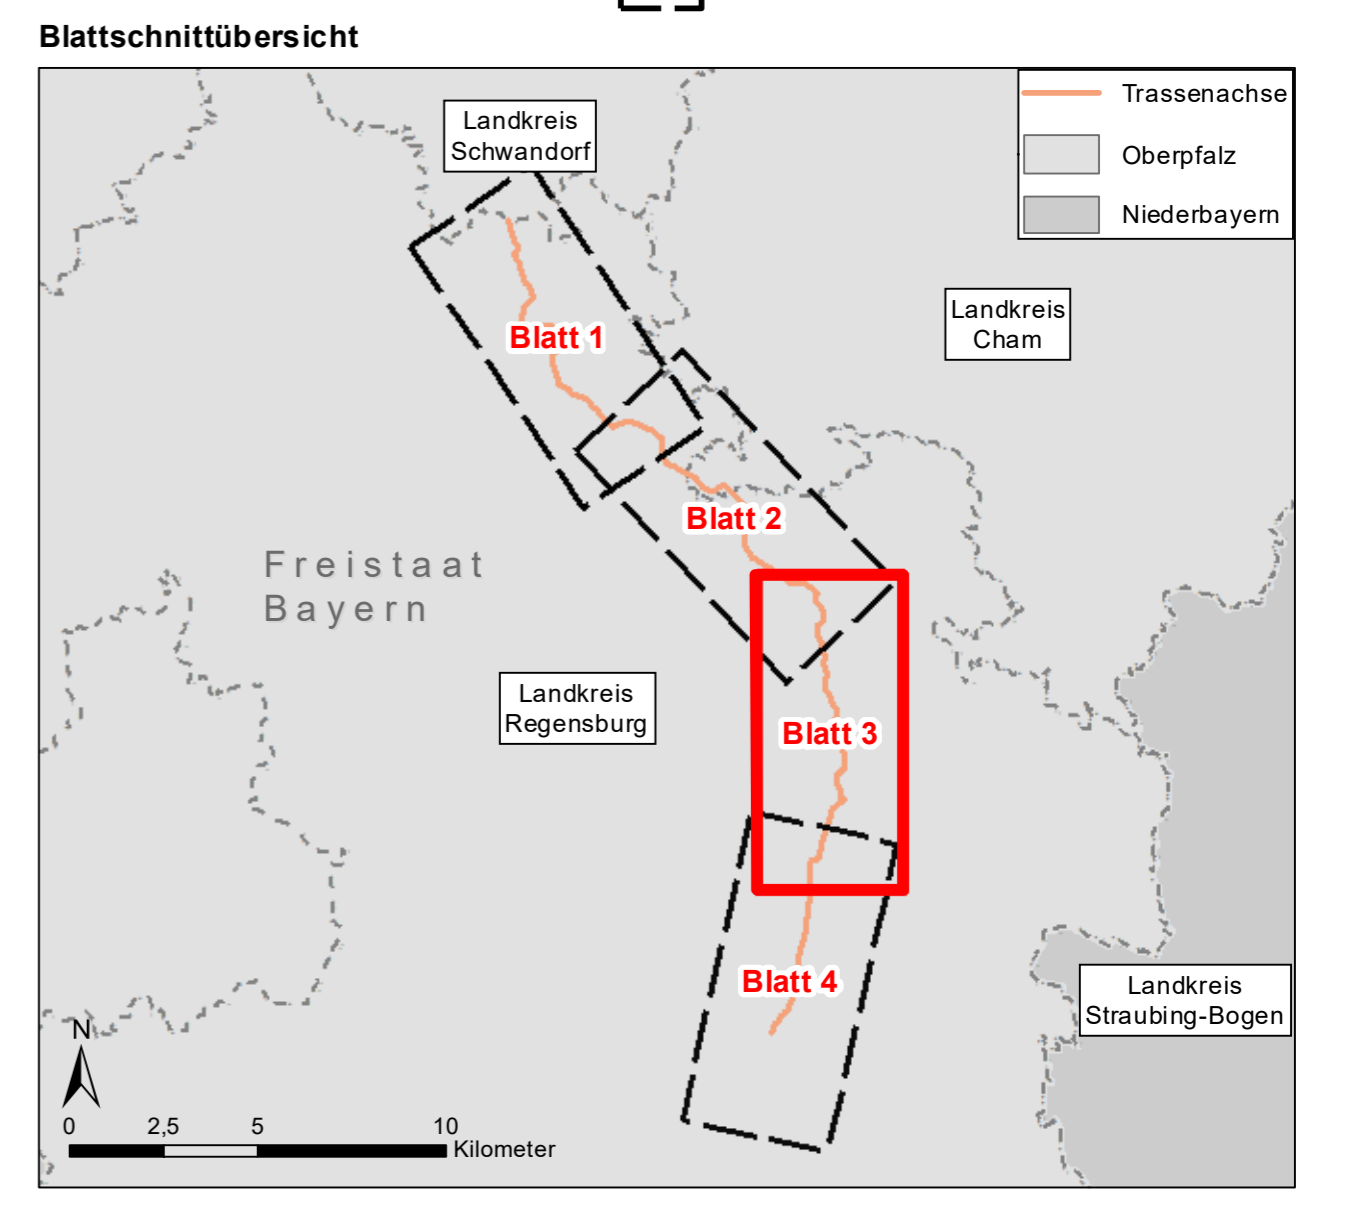 Blattschnittübersicht
Trassenachse
Oberpfalz
Niederbayern
Landkreis
Schwandorf
Landkreis
Cham
Blatt 1
Blatt 2
Freistaat
Bayern
Landkreis
Regensburg
Blatt 3
Blatt 4
Landkreis
Straubing-Bogen
N
0 2,5 5 10
Kilometer